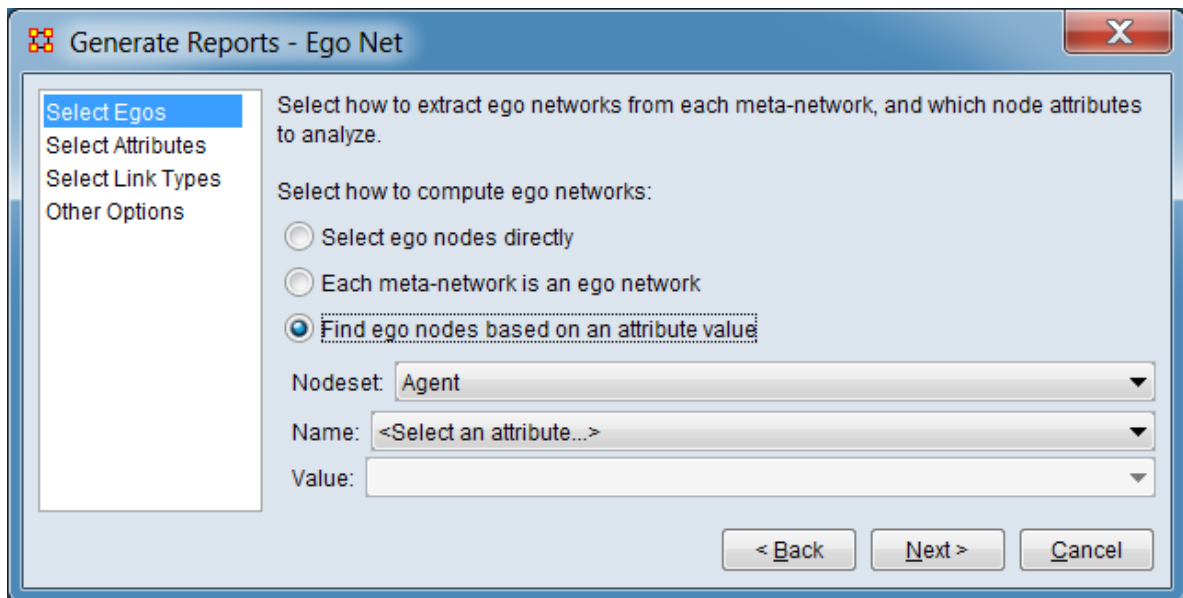 Generate Reports - Ego Net
X
Select Egos
Select Attributes
Select Link Types
Other Options
Select how to extract ego networks from each meta-network, and which node attributes
to analyze.
Select how to compute ego networks:
Select ego nodes directly
Each meta-network is an ego network
Find ego nodes based on an attribute value
Nodeset: Agent
Name: <Select an attribute...>
Value:
< Back Next > Cancel